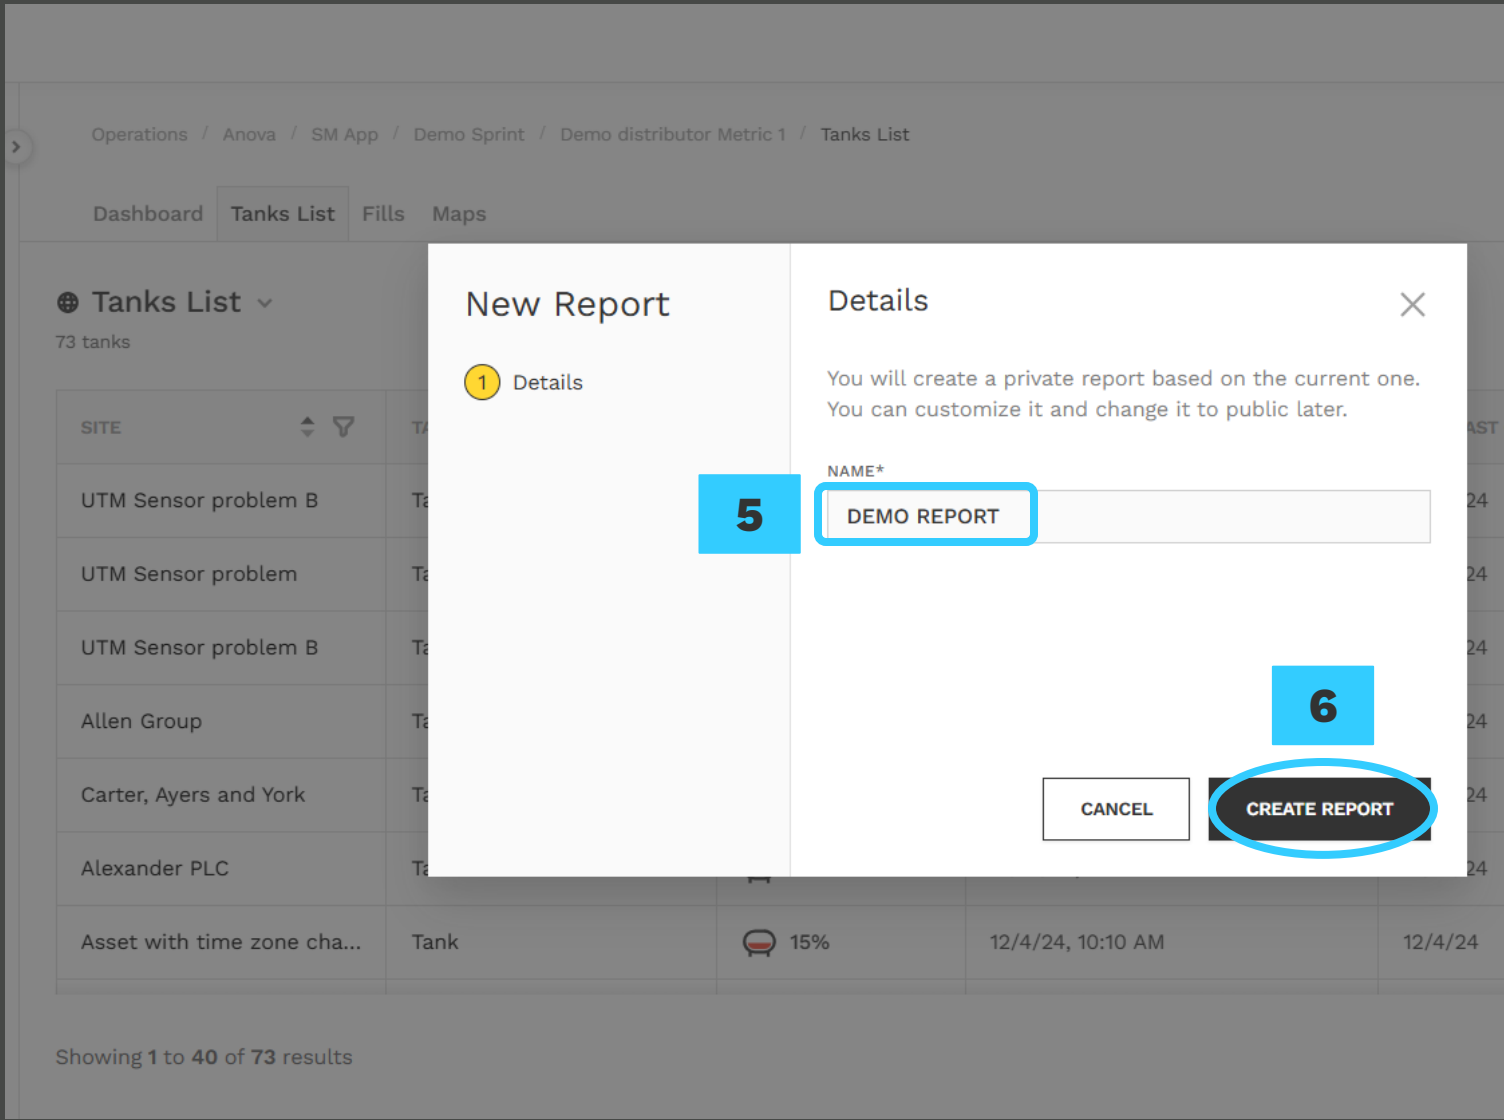 Operations / Anova / SM App / Demo Sprint / Demo distributor Metric 1 / Tanks List
Dashboard Tanks List Fills Maps
Tanks List
73 tanks
SITE
UTM Sensor problem B
UTM Sensor problem
UTM Sensor problem B
Allen Group
Carter, Ayers and York
Alexander PLC
Asset with time zone cha... Tank 15% 12/4/24, 10:10 AM 12/4/24
Showing 1 to 40 of 73 results
New Report
1 Details
Details
You will create a private report based on the current one.
You can customize it and change it to public later.
NAME*
5 DEMO REPORT
6
CANCEL CREATE REPORT